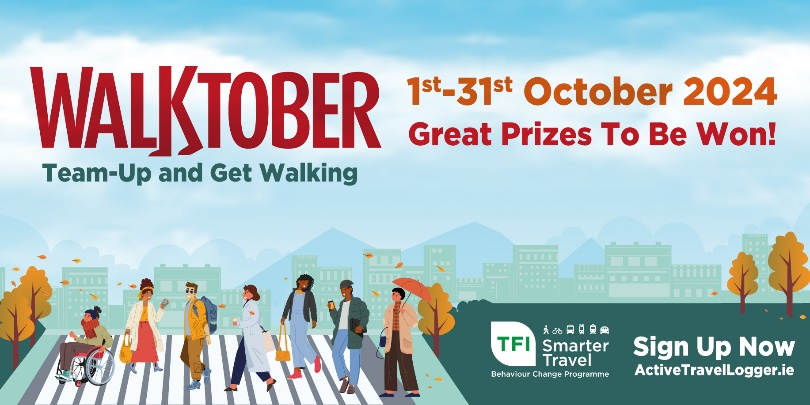 WALKTOBER
Team-Up and Get Walking
1st-31st October 2024
Great Prizes To Be Won!
TFI
Smarter
Travel
Behaviour Change Programme
Sign Up Now
ActiveTravelLogger.ie